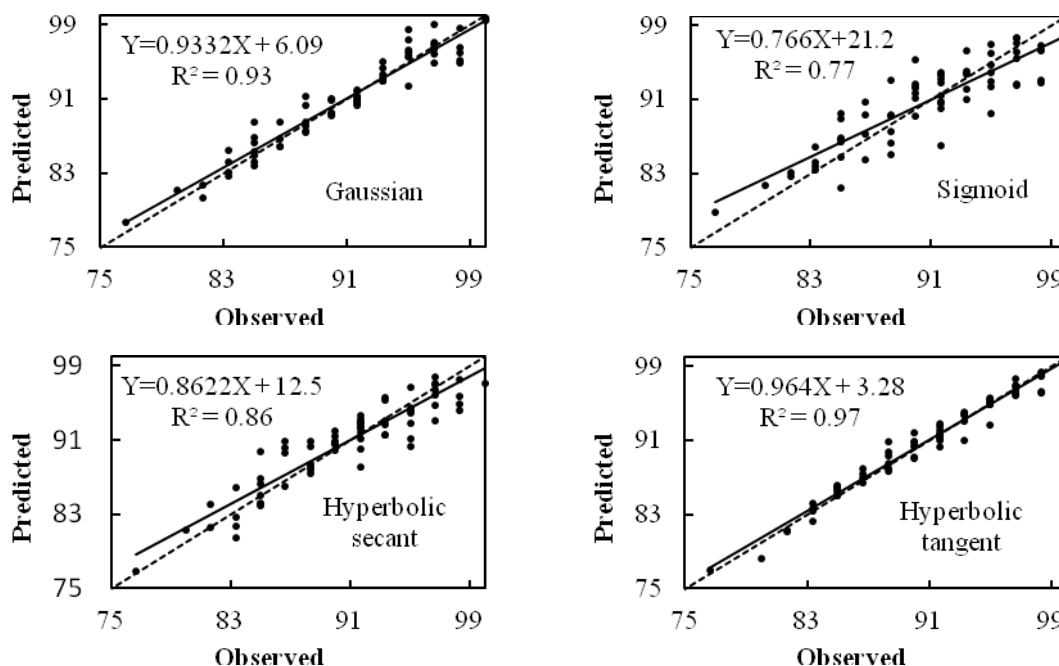 99
91
83
75
Predicted
Y=0.9332X + 6.09
R² = 0.93
Gaussian
75 83 91 99
Observed
99
91
83
75
Predicted
Y=0.766X+21.2
R² = 0.77
Sigmoid
75 83 91 99
Observed
99
91
83
75
Predicted
Y=0.8622X + 12.5
R² = 0.86
Hyperbolic
secant
75 83 91 99
Observed
99
91
83
75
Predicted
Y=0.964X + 3.28
R² = 0.97
Hyperbolic
tangent
75 83 91 99
Observed